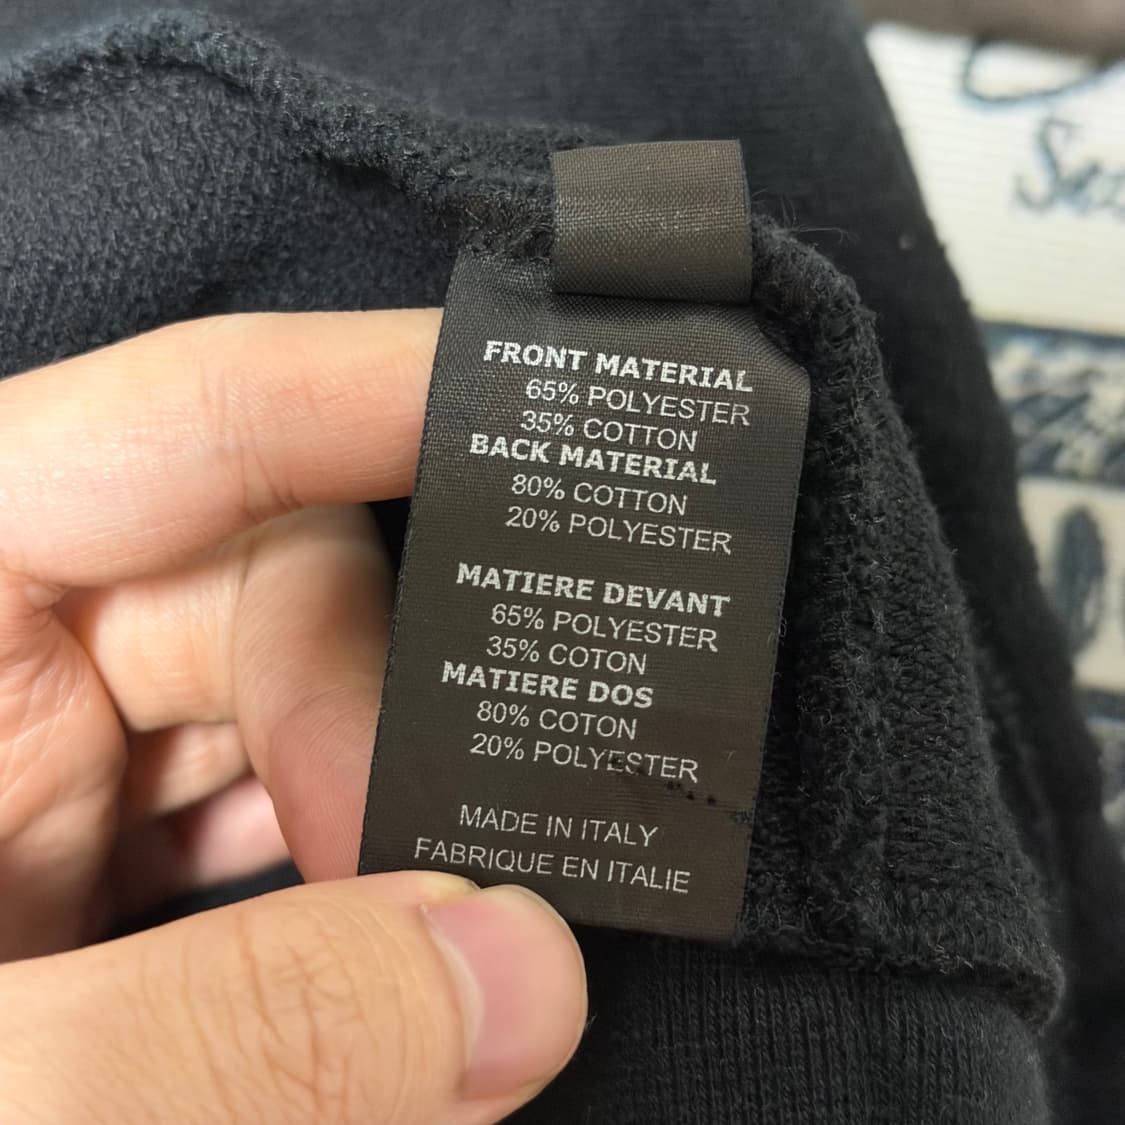 FRONT MATERIAL
65% POLYESTER
35% COTTON
BACK MATERIAL
80% COTTON
20% POLYESTER
MATIERE DEVANT
65% POLYESTER
35% COTON
MATIERE DOS
80% COTON
20% POLYESTER
MADE IN ITALY
FABRIQUE EN ITALIE